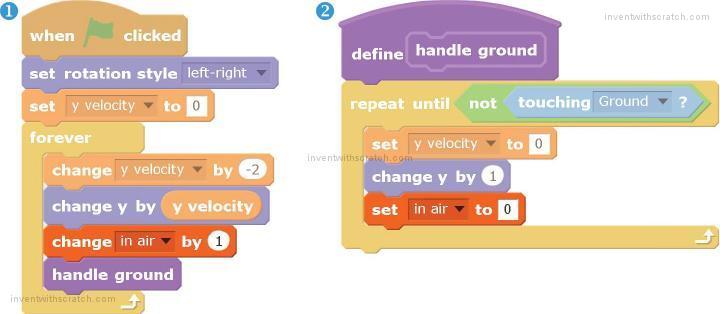 1
when clicked
set rotation style left-right
set y velocity to 0
forever
change y velocity by -2
change y by y velocity
change in air by 1
handle ground
inventwithscratch.com
2
inventwithscratch.com
define handle ground
repeat until not touching Ground ?
set y velocity to 0
inventwithscratch.com
change y by 1
set in air to 0